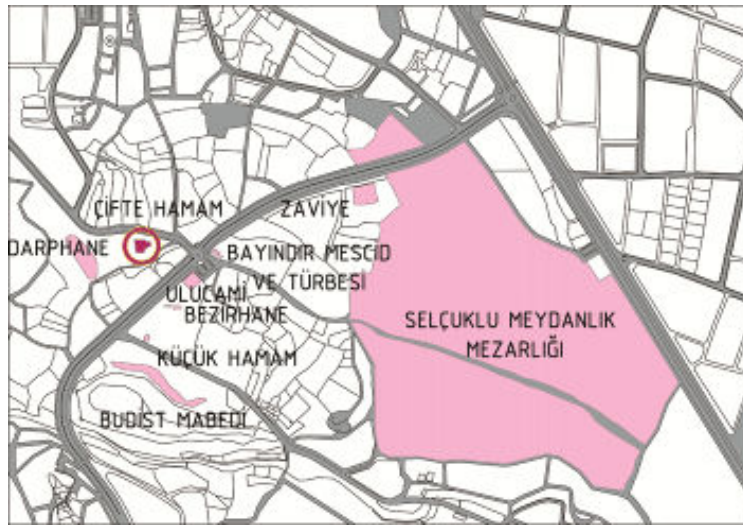 ÇİFTE HAMAM
ZAVİYE
DARPHANE
BAYINDIR MESCİD
VE TÜRBESİ
ULUCAMİ
BEZİRHANE
SELÇUKLU MEYDANLIK
MEZARLIĞI
KÜÇÜK HAMAM
BUDİST MABEDİ